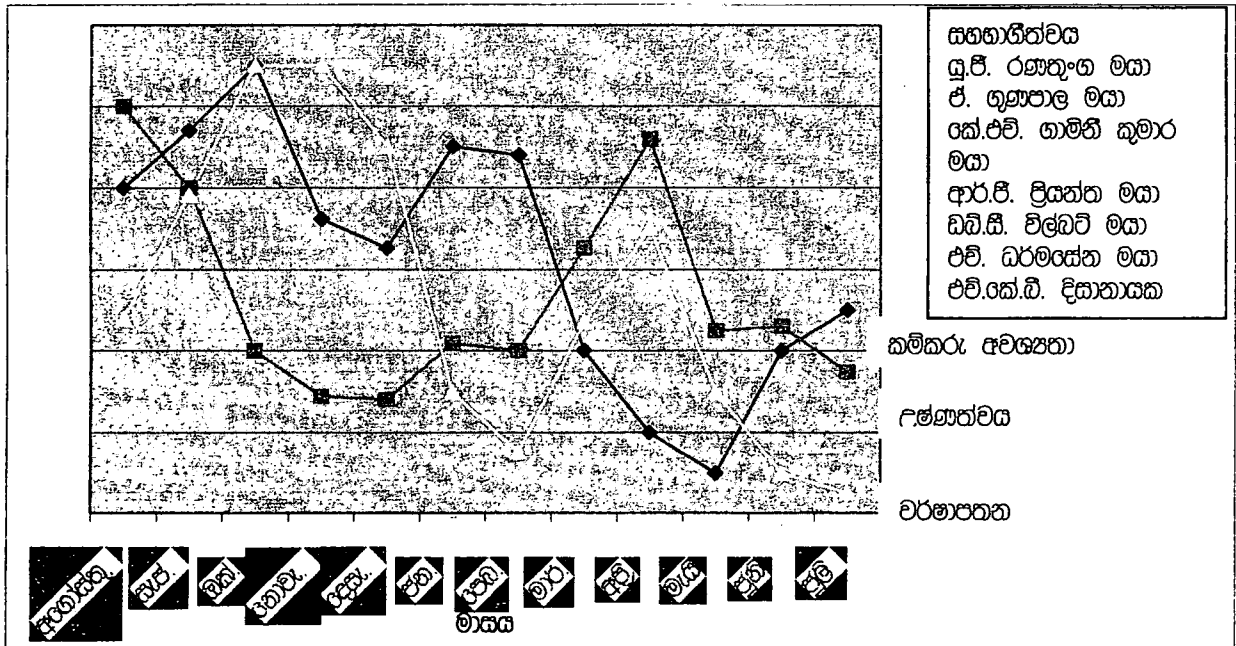 සහභාගීත්වය
යූ.ජී. රණතුංග මයා
ඒ. ගුණපාල මයා
කේ.එච්. ගාමිනී කුමාර
මයා
ආර්.ජී. ප්‍රියන්ත මයා
ඩබ්.සී. විල්බට් මයා
එච්. ධර්මසේන මයා
එච්.කේ.බී. දිසානායක
කම්කරු අවශ්‍යතා
උෂ්ණත්වය
වර්ෂාපතන
අගෝස්තු සැප්. ඔක් නොවැ. දෙසැ. ජන පෙබ මාර් අප්‍රි මැයි ජුනි ජුලි
මාසය